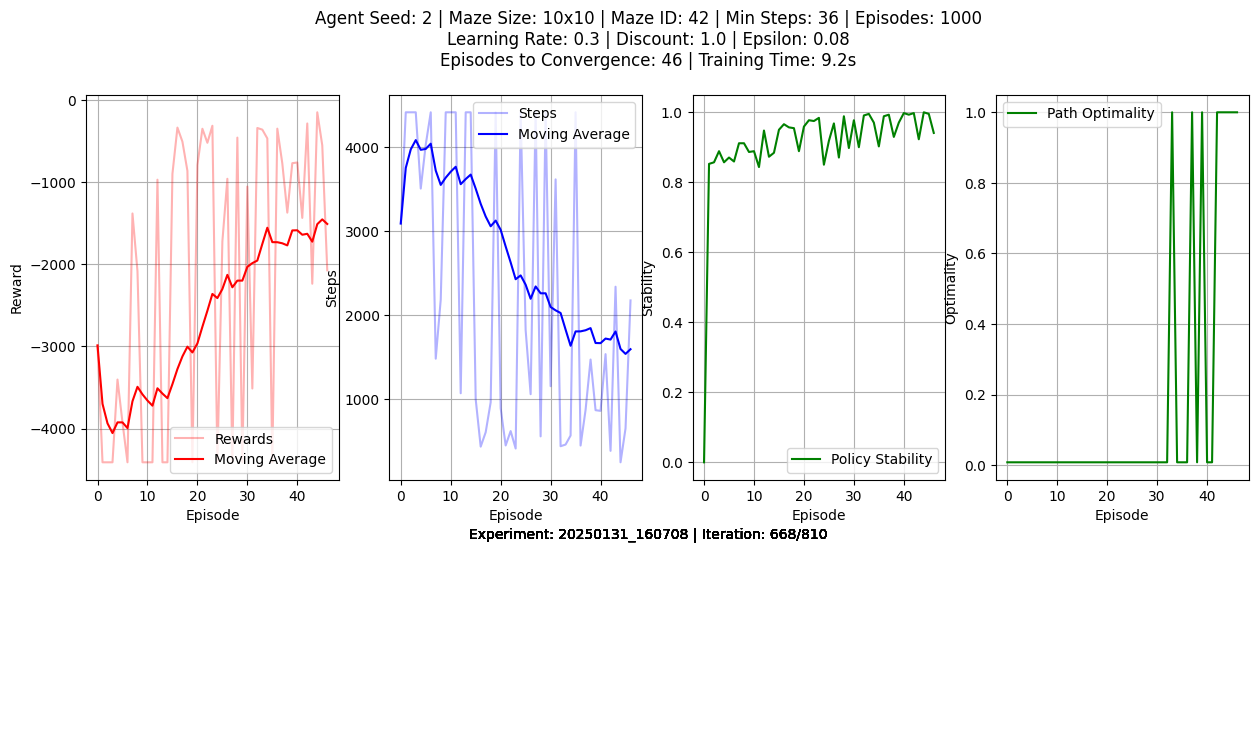 Agent Seed: 2 | Maze Size: 10x10 | Maze ID: 42 | Min Steps: 36 | Episodes: 1000
Learning Rate: 0.3 | Discount: 1.0 | Epsilon: 0.08
Episodes to Convergence: 46 | Training Time: 9.2s
0
−1000
−2000
−3000
−4000
Reward
Rewards
Moving Average
0 10 20 30 40
Episode
4000
3000
2000
1000
Steps
Steps
Moving Average
0 10 20 30 40
Episode
1.0
0.8
0.6
0.4
0.2
0.0
Stability
Policy Stability
0 10 20 30 40
Episode
1.0
0.8
0.6
0.4
0.2
0.0
Optimality
Path Optimality
0 10 20 30 40
Episode
Experiment: 20250131_160708 | Iteration: 668/810